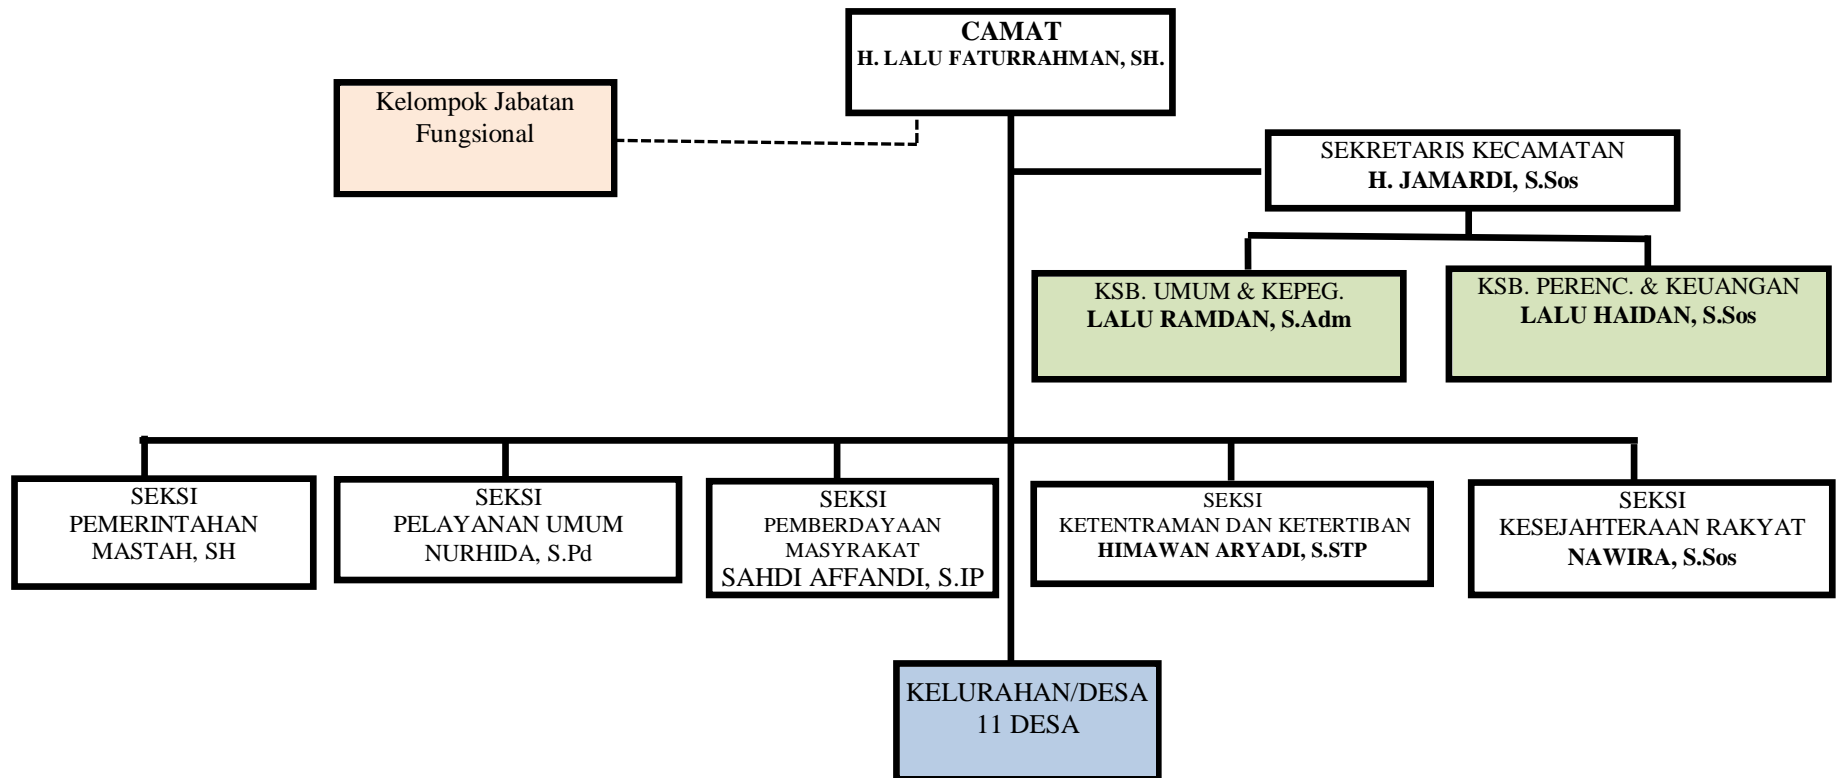 CAMAT
H. LALU FATURRAHMAN, SH.
Kelompok Jabatan
Fungsional
SEKRETARIS KECAMATAN
H. JAMARDI, S.Sos
KSB. UMUM & KEPEG.
LALU RAMDAN, S.Adm
KSB. PERENC. & KEUANGAN
LALU HAIDAN, S.Sos
SEKSI
PEMERINTAHAN
MASTAH, SH
SEKSI
PELAYANAN UMUM
NURHIDA, S.Pd
SEKSI
PEMBERDAYAAN
MASYRAKAT
SAHDI AFFANDI, S.IP
SEKSI
KETENTRAMAN DAN KETERTIBAN
HIMAWAN ARYADI, S.STP
SEKSI
KESEJAHTERAAN RAKYAT
NAWIRA, S.Sos
KELURAHAN/DESA
11 DESA